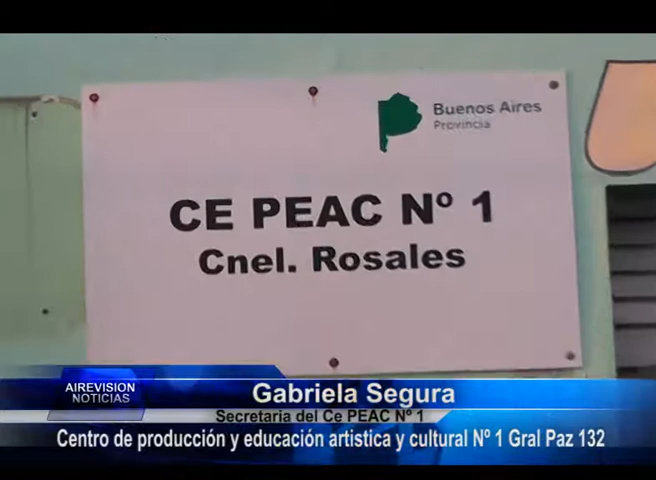 Buenos Aires
Provincia
CE PEAC Nº 1
Cnel. Rosales
AIREVISION
NOTICIAS
Gabriela Segura
Secretaria del Ce PEAC Nº 1
Centro de producción y educación artistica y cultural Nº 1 Gral Paz 132